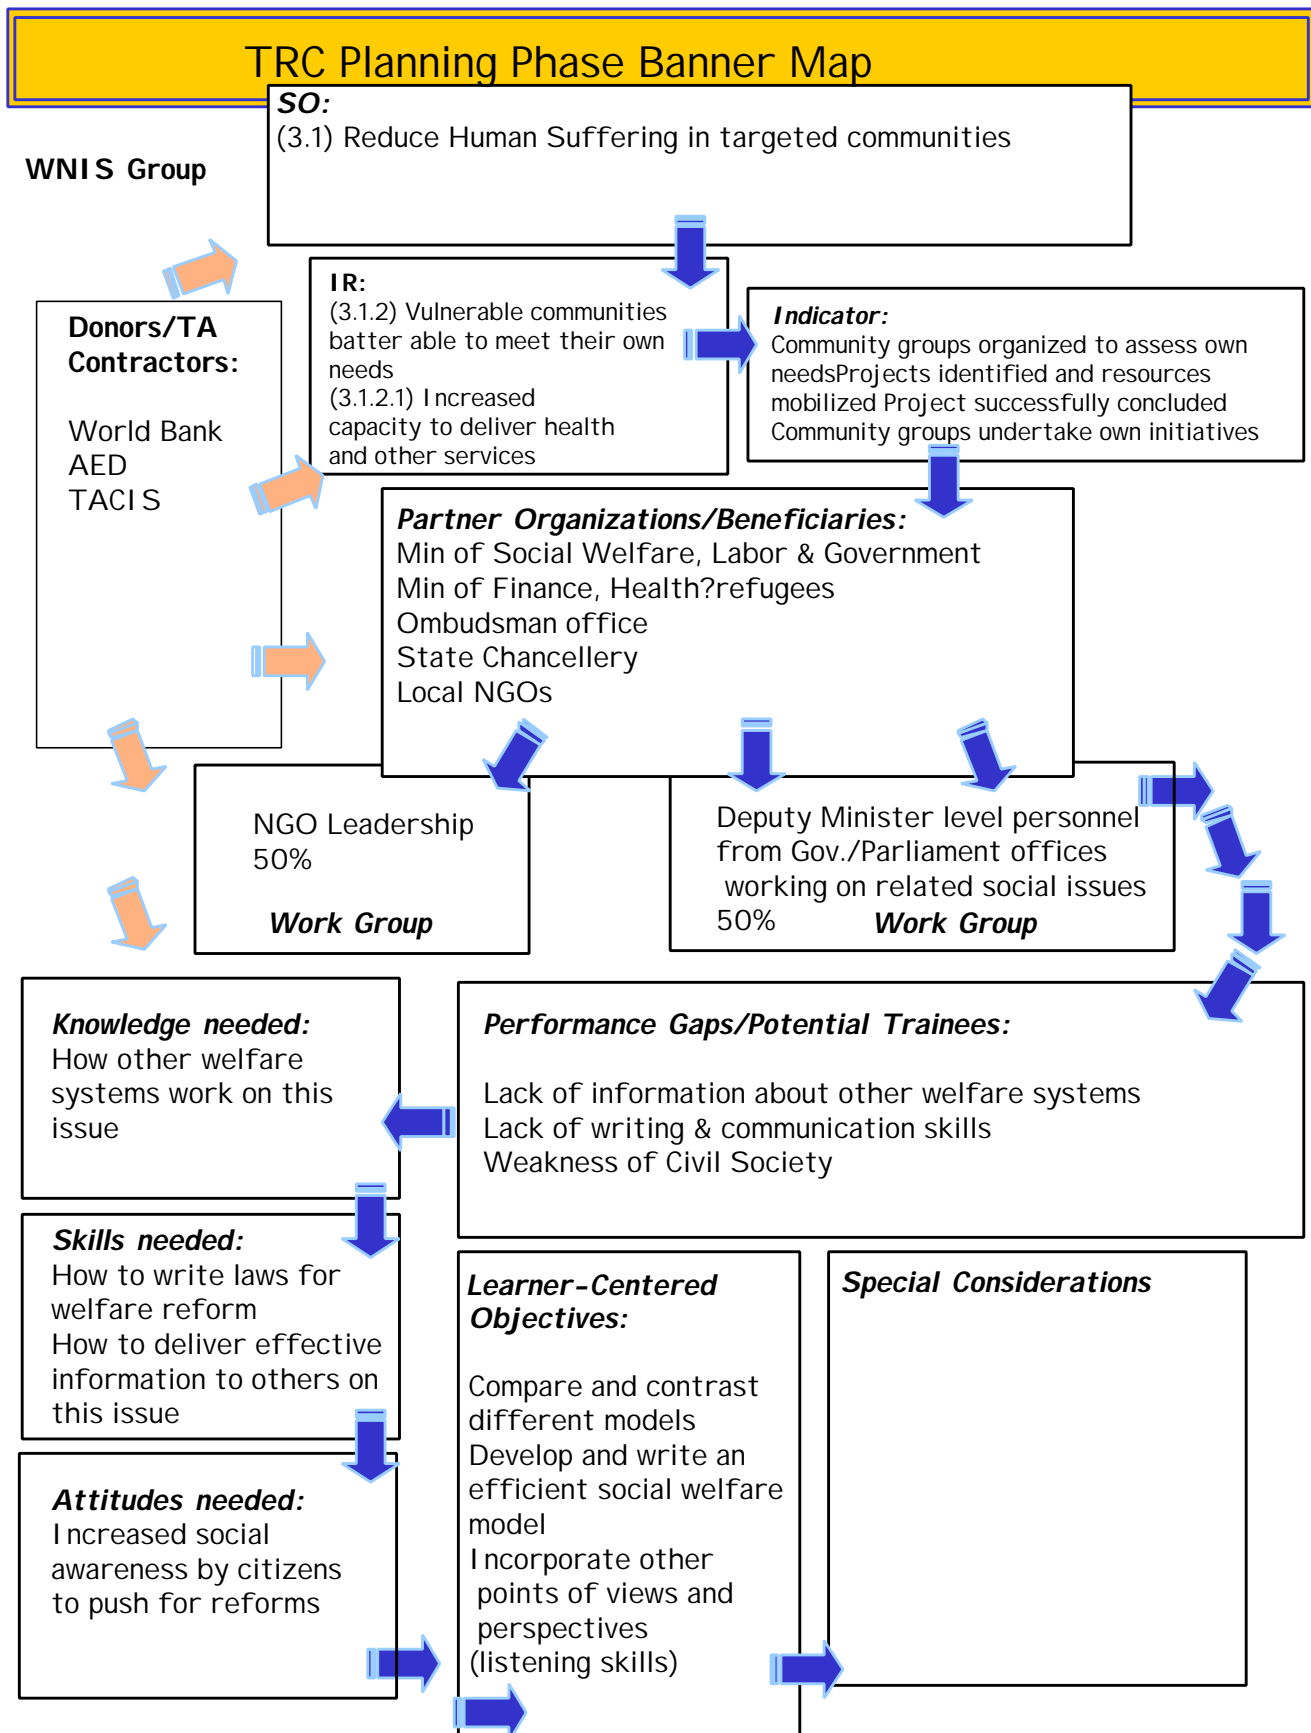 TRC Planning Phase Banner Map
SO:
(3.1) Reduce Human Suffering in targeted communities
WNIS Group
IR:
(3.1.2) Vulnerable communities
batter able to meet their own
needs
(3.1.2.1) Increased
capacity to deliver health
and other services
Indicator:
Community groups organized to assess own
needsProjects identified and resources
mobilized Project successfully concluded
Community groups undertake own initiatives
Donors/TA
Contractors:
World Bank
AED
TACIS
Partner Organizations/Beneficiaries:
Min of Social Welfare, Labor & Government
Min of Finance, Health?refugees
Ombudsman office
State Chancellery
Local NGOs
NGO Leadership
50%
Work Group
Deputy Minister level personnel
from Gov./Parliament offices
working on related social issues
50% Work Group
Knowledge needed:
How other welfare
systems work on this
issue
Performance Gaps/Potential Trainees:
Lack of information about other welfare systems
Lack of writing & communication skills
Weakness of Civil Society
Skills needed:
How to write laws for
welfare reform
How to deliver effective
information to others on
this issue
Attitudes needed:
Increased social
awareness by citizens
to push for reforms
Learner-Centered
Objectives:
Compare and contrast
different models
Develop and write an
efficient social welfare
model
Incorporate other
points of views and
perspectives
(listening skills)
Special Considerations